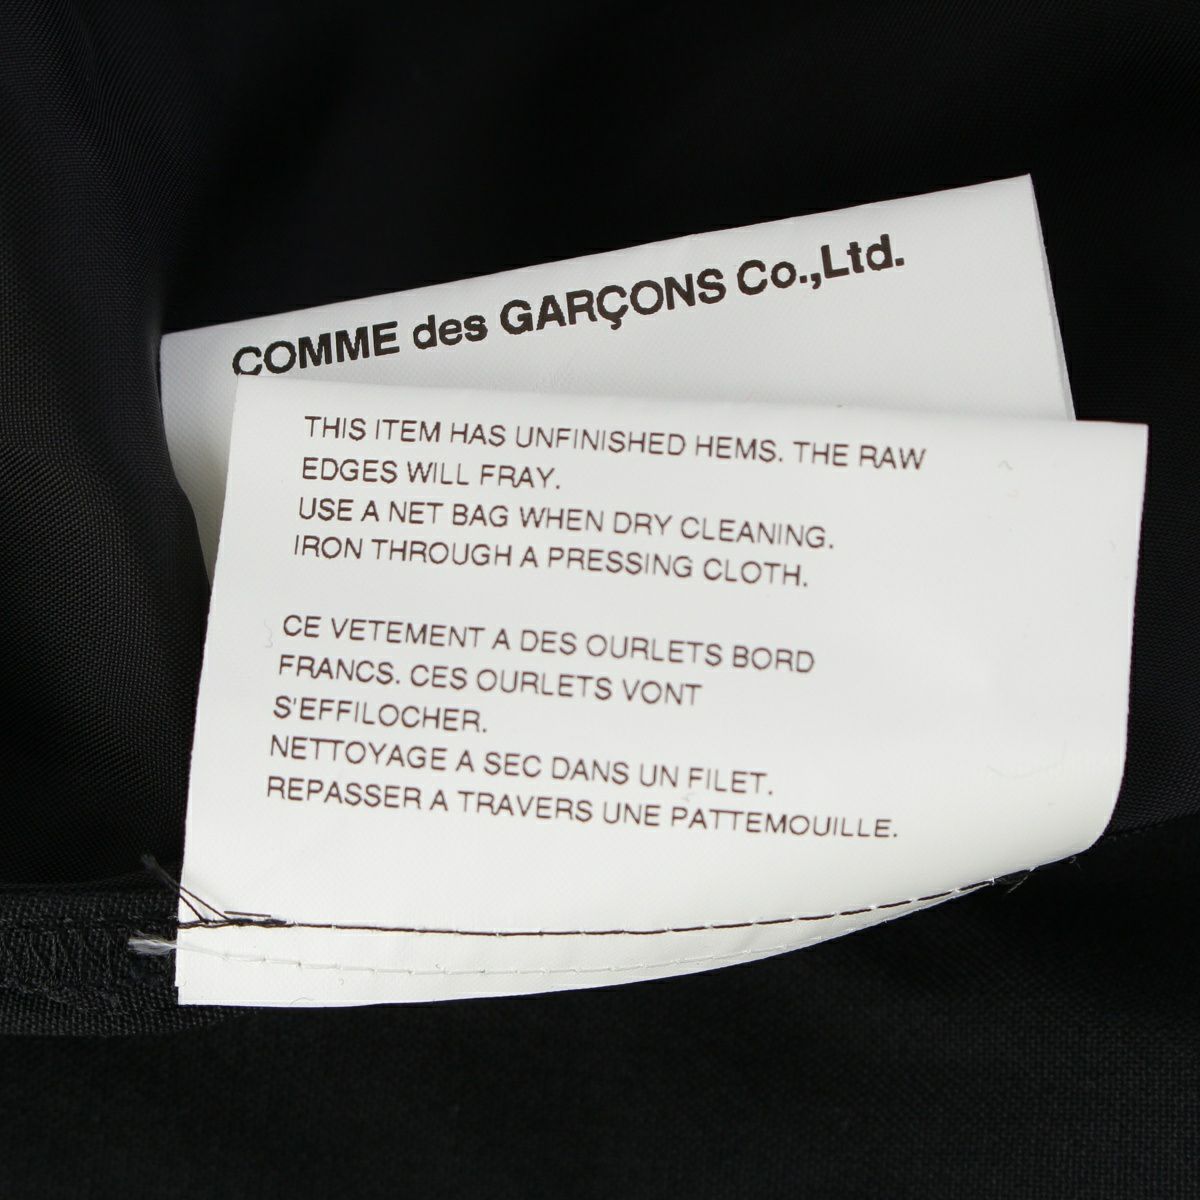 COMME des GARÇONS Co.,Ltd.
THIS ITEM HAS UNFINISHED HEMS. THE RAW
EDGES WILL FRAY.
USE A NET BAG WHEN DRY CLEANING.
IRON THROUGH A PRESSING CLOTH.
CE VETEMENT A DES OURLETS BORD
FRANCS. CES OURLETS VONT
S'EFFILOCHER.
NETTOYAGE A SEC DANS UN FILET.
REPASSER A TRAVERS UNE PATTEMOUILLE.